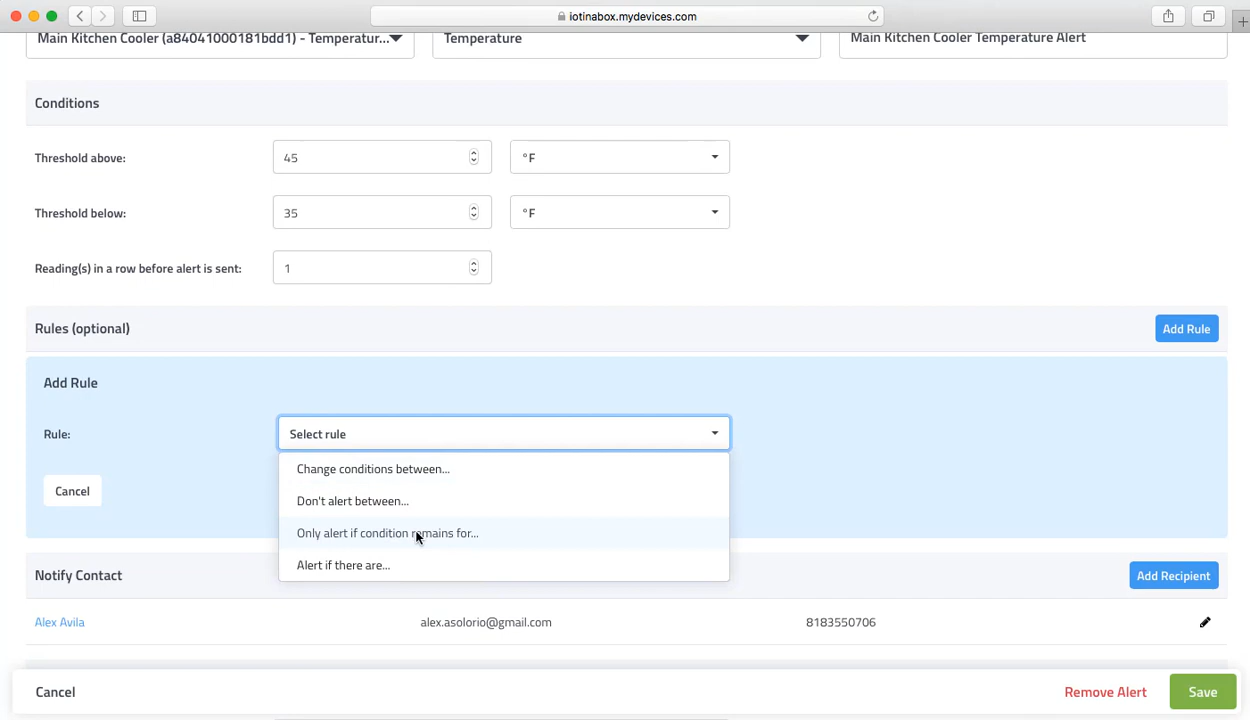 iotinabox.mydevices.com
Main Kitchen Cooler (a84041000181bdd1) - Temperatur...
Temperature
Main Kitchen Cooler Temperature Alert
Conditions
Threshold above:
45
°F
Threshold below:
35
°F
Reading(s) in a row before alert is sent:
1
Rules (optional)
Add Rule
Add Rule
Rule:
Select rule
Change conditions between...
Don't alert between...
Only alert if condition remains for...
Alert if there are...
Cancel
Notify Contact
Add Recipient
Alex Avila
alex.asolorio@gmail.com
8183550706
Cancel
Remove Alert
Save